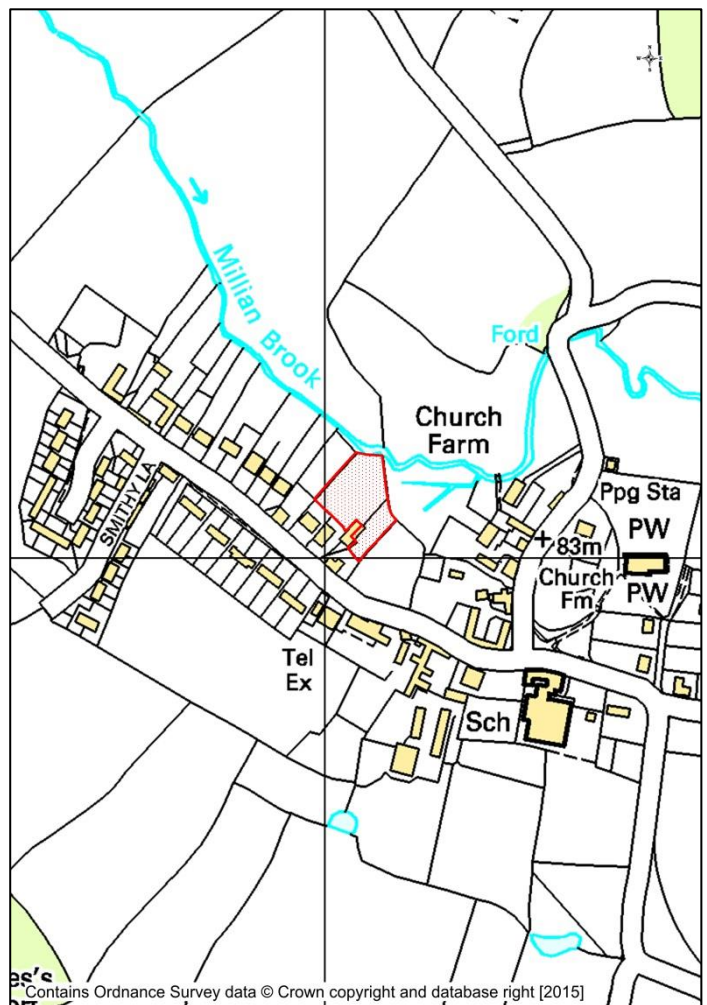 Millian Brook
Ford
Church
Farm
SMITHY LA
Ppg Sta
PW
83m
Church
Fm
PW
Tel
Ex
Sch
es's
Contains Ordnance Survey data © Crown copyright and database right [2015]